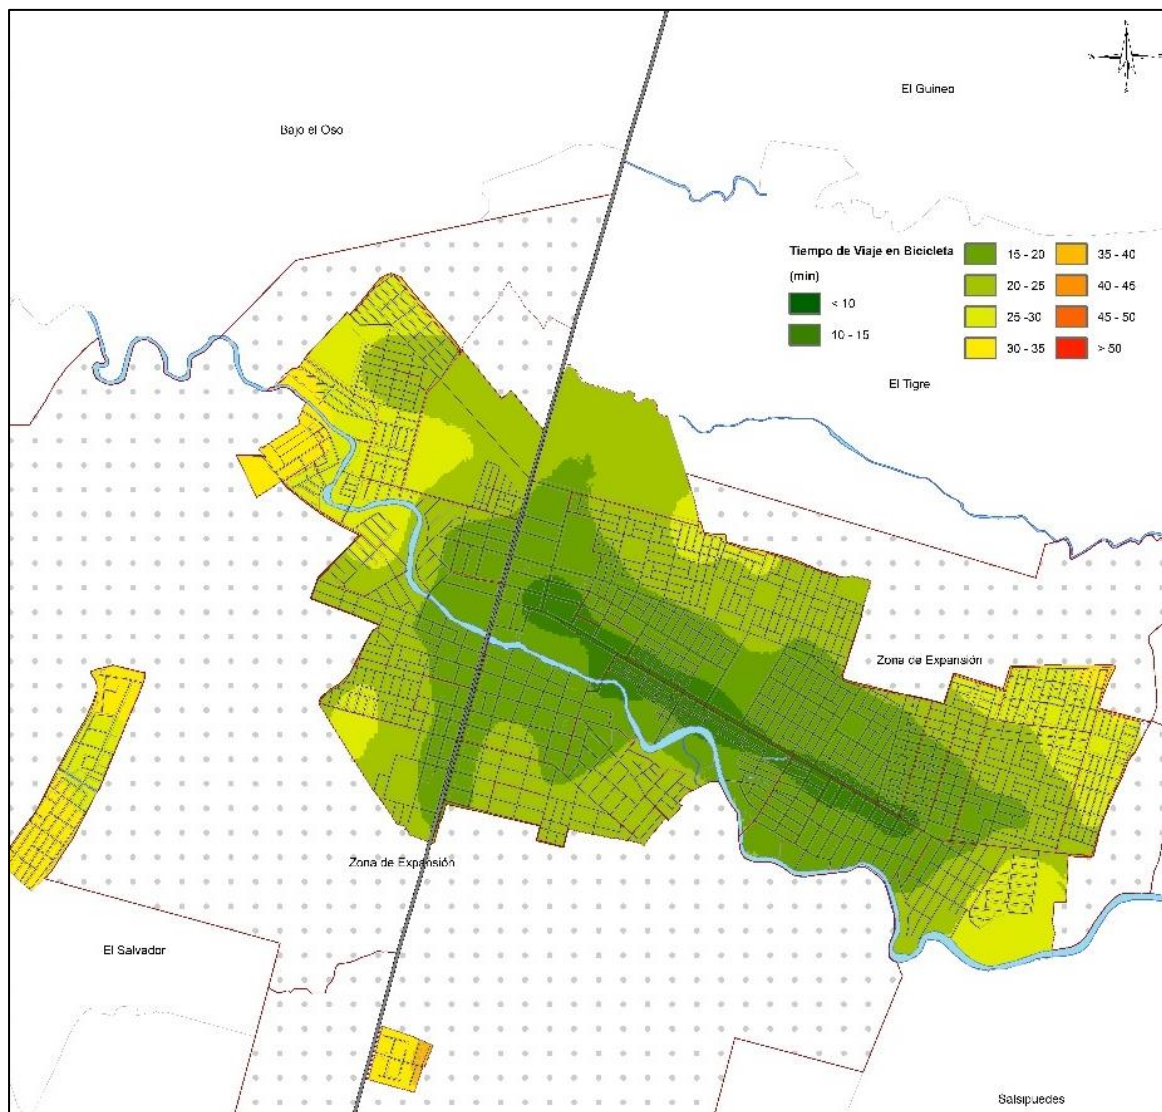 N
S
El Guineo
Bajo el Oso
Tiempo de Viaje en Bicicleta
(min)
< 10
10 - 15
15 - 20
20 - 25
25 -30
30 - 35
35 - 40
40 - 45
45 - 50
> 50
El Tigre
Zona de Expansión
Zona de Expansión
El Salvador
Salsipuedes